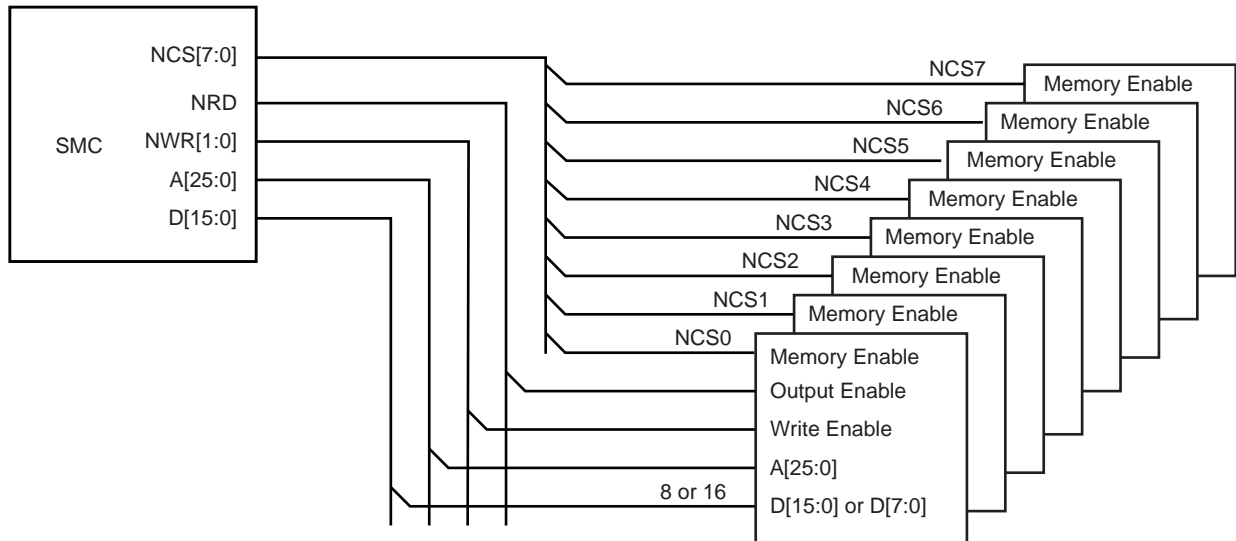 NCS[7:0]
NRD
SMC
NWR[1:0]
A[25:0]
D[15:0]
NCS7
Memory Enable
NCS6
Memory Enable
NCS5
Memory Enable
NCS4
Memory Enable
NCS3
Memory Enable
NCS2
Memory Enable
NCS1
Memory Enable
NCS0
Memory Enable
Output Enable
Write Enable
A[25:0]
8 or 16
D[15:0] or D[7:0]